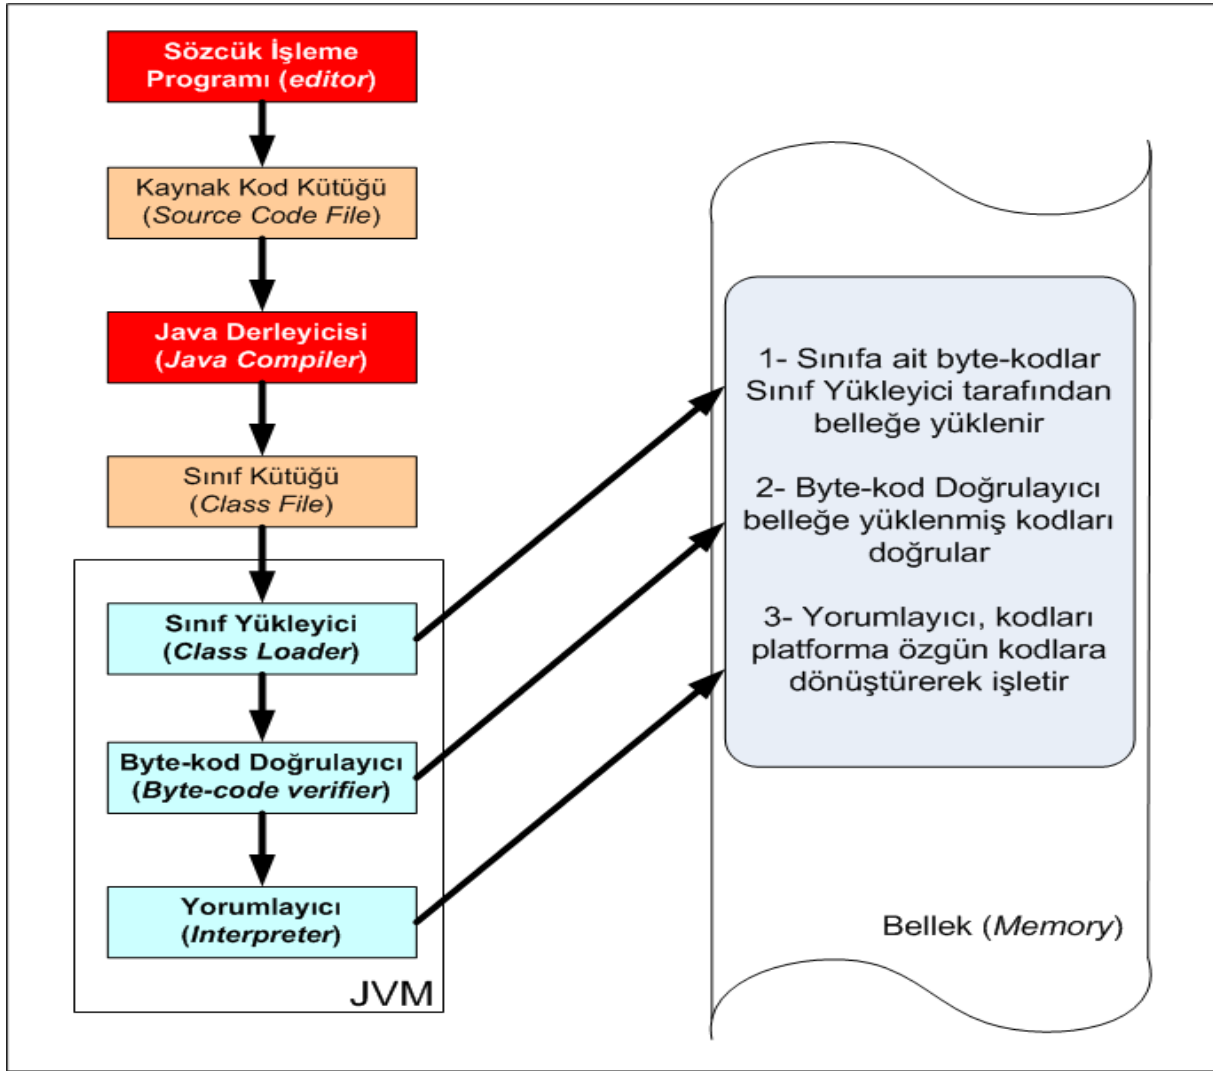 Sözcük İşleme
Programı (editor)
Kaynak Kod Kütüğü
(Source Code File)
Java Derleyicisi
(Java Compiler)
Sınıf Kütüğü
(Class File)
Sınıf Yükleyici
(Class Loader)
Byte-kod Doğrulayıcı
(Byte-code verifier)
Yorumlayıcı
(Interpreter)
JVM
1- Sınıfa ait byte-kodlar
Sınıf Yükleyici tarafından
belleğe yüklenir
2- Byte-kod Doğrulayıcı
belleğe yüklenmiş kodları
doğrular
3- Yorumlayıcı, kodları
platforma özgün kodlara
dönüştürerek işletir
Bellek (Memory)